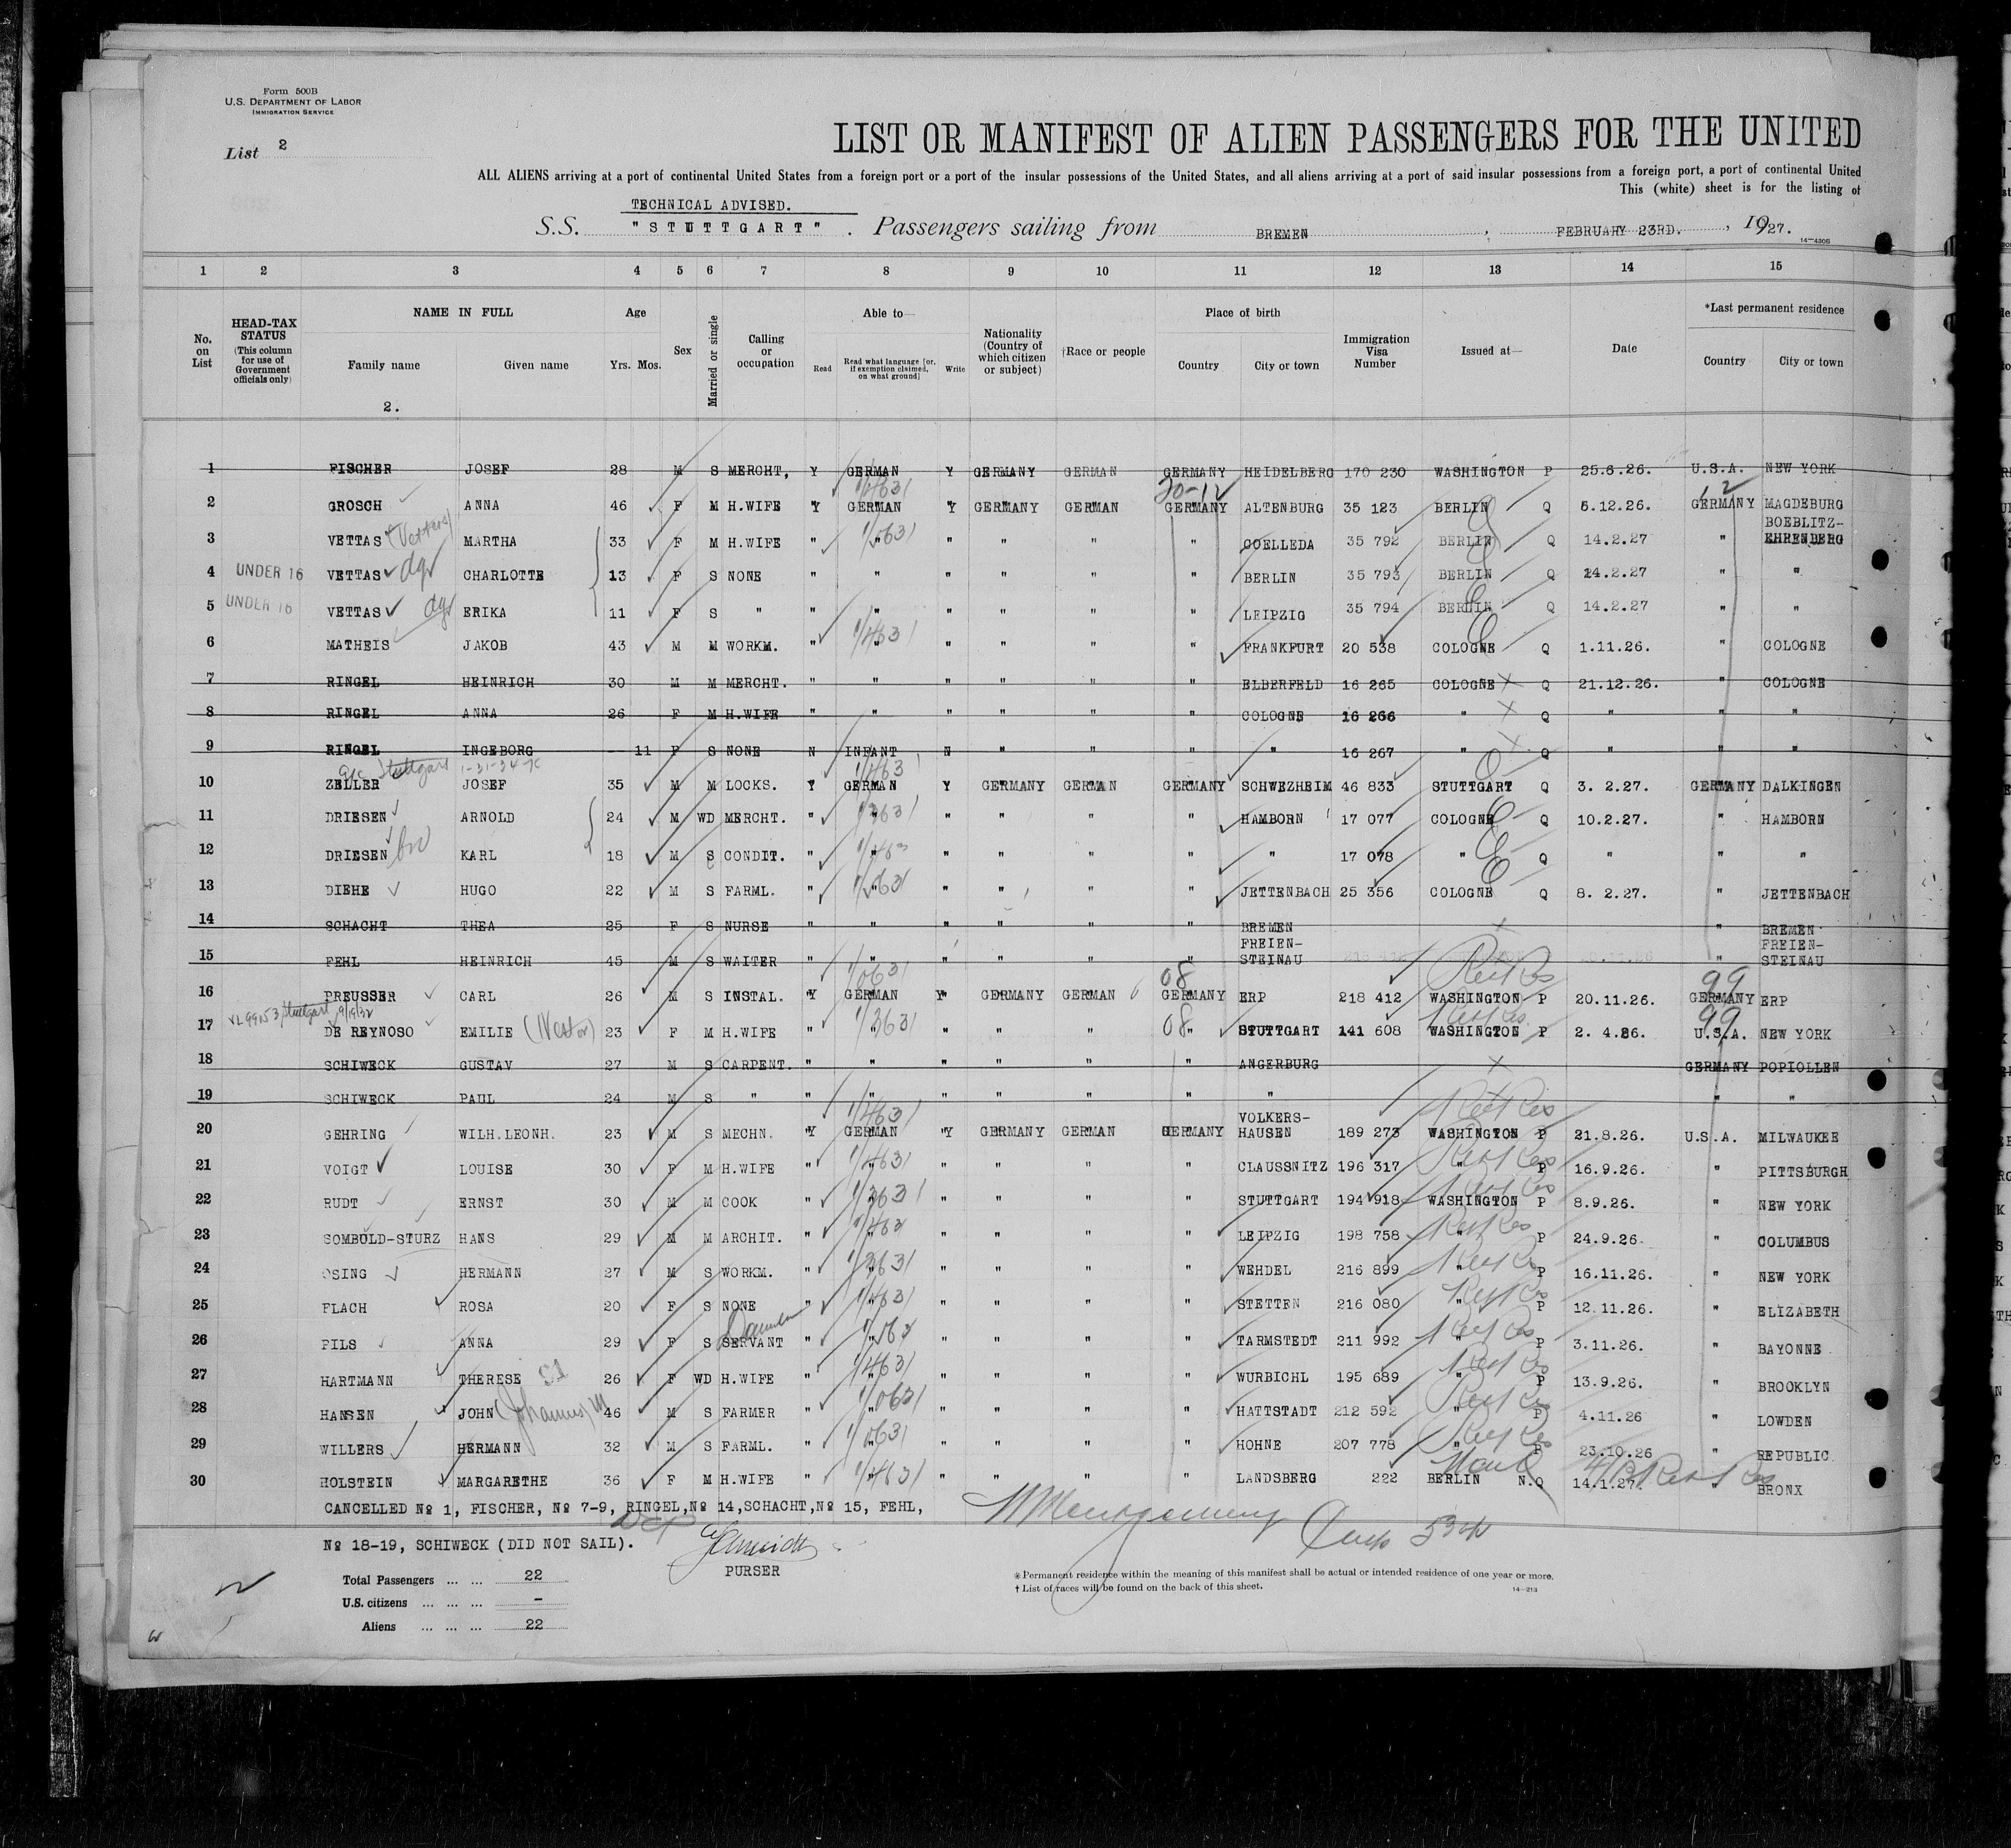 Form 500B
U.S. DEPARTMENT OF LABOR
IMMIGRATION SERVICE
List 2
LIST OR MANIFEST OF ALIEN PASSENGERS FOR THE UNITED
ALL ALIENS arriving at a port of continental United States from a foreign port or a port of the insular possessions of the United States, and all aliens arriving at a port of said insular possessions from a foreign port, a port of continental United
This (white) sheet is for the listing of
TECHNICAL ADVISED.
S.S. "STUTTGART". Passengers sailing from BREMEN, FEBRUARY 23RD., 1927.
14—4306
1 2 3 4 5 6 7 8 9 10 11 12 13 14 15
No. on List
HEAD-TAX STATUS (This column for use of Government officials only)
NAME IN FULL
Family name Given name
2.
Age
Yrs. Mos.
Sex
Married or single
Calling or occupation
Able to—
Read Read what language [or, if exemption claimed, on what ground] Write
Nationality (Country of which citizen or subject)
†Race or people
Place of birth
Country City or town
Immigration Visa Number
Issued at—
Date
*Last permanent residence
Country City or town
1 FISCHER JOSEF 28 M S MERCHT, Y GERMAN Y GERMANY GERMAN GERMANY HEIDELBERG 170 230 WASHINGTON P 25.6.26. U.S.A. NEW YORK
1/4631 20-12 12
2 GROSCH ANNA 46 F M H.WIFE Y GERMAN Y GERMANY GERMAN GERMANY ALTENBURG 35 123 BERLIN Q 5.12.26. GERMANY MAGDEBURG
3 VETTAS (Vetters) MARTHA 33 F M H.WIFE " " " " " " COELLEDA 35 792 BERLIN Q 14.2.27 " BOEBLITZ-EHRENBERG
4 UNDER 16 VETTAS dgr CHARLOTTE 13 F S NONE " " " " " " BERLIN 35 793 BERLIN Q 14.2.27 " "
5 UNDER 16 VETTAS dgr ERIKA 11 F S " " " " " " " LEIPZIG 35 794 BERLIN Q 14.2.27 " "
6 MATHEIS JAKOB 43 M M WORKM. " " " " " " FRANKFURT 20 538 COLOGNE Q 1.11.26. " COLOGNE
7 RINGEL HEINRICH 30 M M MERCHT. " " " " " " ELBERFELD 16 265 COLOGNE Q 21.12.26. " COLOGNE
8 RINGEL ANNA 26 F M H.WIFE " " " " " " COLOGNE 16 266 " Q " " "
9 RINGEL INGEBORG 11 F S NONE N INFANT N " " " " 16 267 " Q " " "
Stuttgart 1-31-34
10 ZELLER JOSEF 35 M M LOCKS. Y GERMAN Y GERMANY GERMAN GERMANY SCHWEZHEIM 46 833 STUTTGART Q 3. 2.27. GERMANY DALKINGEN
11 DRIESEN ARNOLD 24 M WD MERCHT. " " " " " " HAMBORN 17 077 COLOGNE Q 10.2.27. " HAMBORN
12 DRIESEN bro KARL 18 M S CONDIT. " " " " " " " 17 078 " Q " " "
13 DIEHE HUGO 22 M S FARML. " " " " " " JETTENBACH 25 356 COLOGNE Q 8. 2.27. " JETTENBACH
14 SCHACHT THEA 25 F S NURSE " " " " " " BREMEN " BREMEN
15 FEHL HEINRICH 45 M S WAITER " " " " " " FREIEN-STEINAU " FREIEN-STEINAU
16 PREUSSER CARL 26 M S INSTAL. Y GERMAN Y GERMANY GERMAN 08 GERMANY ERP 218 412 WASHINGTON P 20.11.26. 99 GERMANY ERP
17 DE REYNOSO EMILIE 23 F M H.WIFE " " " " " 08 " STUTTGART 141 608 WASHINGTON P 2. 4.26. 99 U.S.A. NEW YORK
18 SCHIWECK GUSTAV 27 M S CARPENT. " " " " " " ANGERBURG GERMANY POPIOLLEN
19 SCHIWECK PAUL 24 M S " " " " " " " " " "
20 GEHRING WILH.LEONH. 23 M S MECHN. Y GERMAN Y GERMANY GERMAN GERMANY VOLKERS-HAUSEN 189 273 WASHINGTON P 21.8.26. U.S.A. MILWAUKEE
21 VOIGT LOUISE 30 F M H.WIFE " " " " " " CLAUSSNITZ 196 317 " P 16.9.26. " PITTSBURGH
22 RUDT ERNST 30 M M COOK " " " " " " STUTTGART 194 918 WASHINGTON P 8.9.26. " NEW YORK
23 SOMBOLD-STURZ HANS 29 M M ARCHIT. " " " " " " LEIPZIG 198 758 " P 24.9.26. " COLUMBUS
24 OSING HERMANN 27 M S WORKM. " " " " " " WEHDEL 216 899 " P 16.11.26. " NEW YORK
25 FLACH ROSA 20 F S NONE " " " " " " STETTEN 216 080 " P 12.11.26. " ELIZABETH
26 FILS ANNA 29 F S SERVANT " " " " " " TARMSTEDT 211 992 " P 3.11.26. " BAYONNE
27 HARTMANN THERESE 26 F WD H.WIFE " " " " " " WURBICHL 195 689 " P 13.9.26. " BROOKLYN
28 HANSEN JOHN (Johannes) M 46 M S FARMER " " " " " " HATTSTADT 212 592 " P 4.11.26 " LOWDEN
29 WILLERS HERMANN 32 M S FARML. " " " " " " HOHNE 207 778 " P 23.10.26 " REPUBLIC
30 HOLSTEIN MARGARETHE 36 F M H.WIFE " " " " " " LANDSBERG 222 BERLIN N.Q 14.1.27. " BRONX
CANCELLED No 1, FISCHER, No 7-9, RINGEL, No 14, SCHACHT, No 15, FEHL,
No 18-19, SCHIWECK (DID NOT SAIL).
PURSER
Total Passengers ... ... 22
U.S. citizens ... ... ... –
Aliens ... ... ... 22
* Permanent residence within the meaning of this manifest shall be actual or intended residence of one year or more.
† List of races will be found on the back of this sheet.
14—213